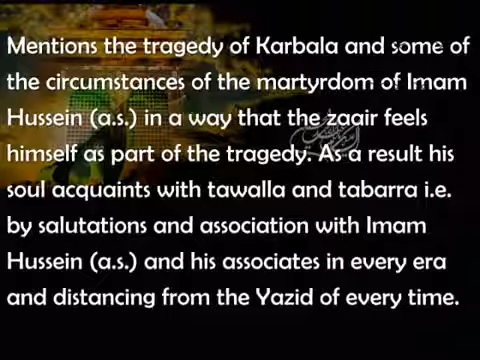 Mentions the tragedy of Karbala and some of
the circumstances of the martyrdom of Imam
Hussein (a.s.) in a way that the zaair feels
himself as part of the tragedy. As a result his
soul acquaints with tawalla and tabarra i.e.
by salutations and association with Imam
Hussein (a.s.) and his associates in every era
and distancing from the Yazid of every time.